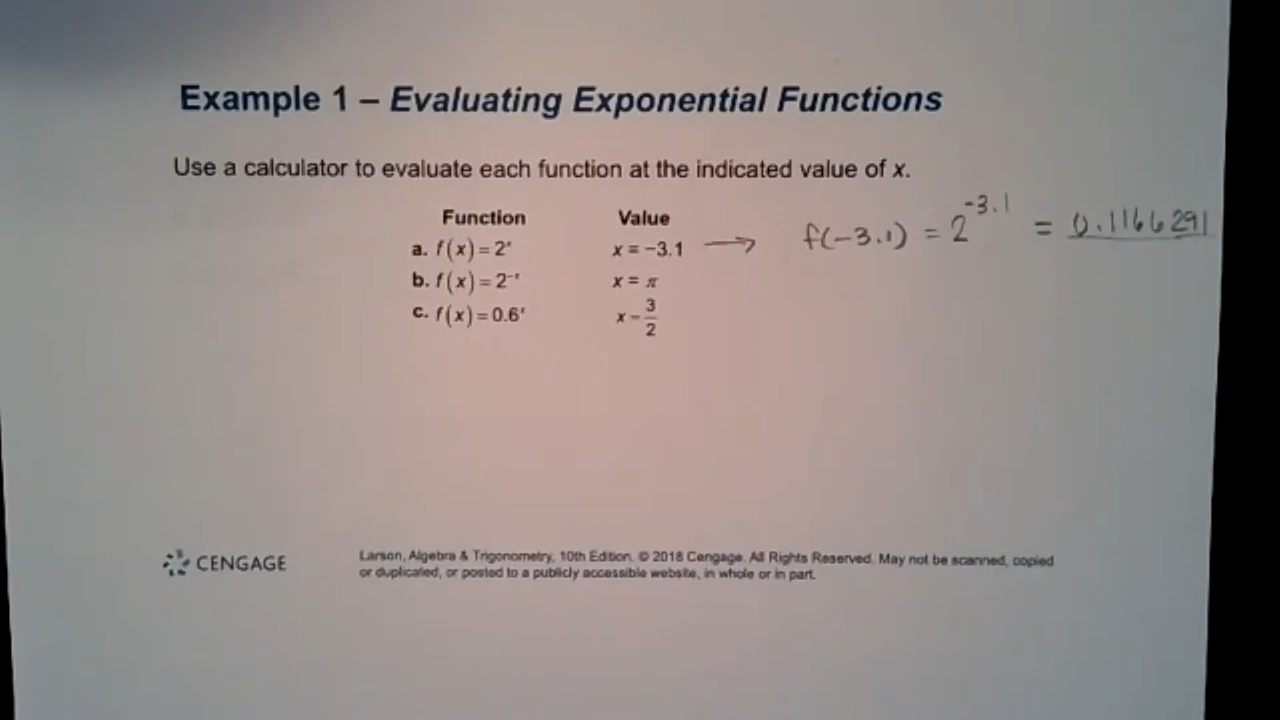 Example 1 – Evaluating Exponential Functions
Use a calculator to evaluate each function at the indicated value of x.
Function Value
a. f(x) = 2ˣ x = −3.1 → f(−3.1) = 2^-3.1 = 0.1166291
b. f(x) = 2⁻ˣ x = π
c. f(x) = 0.6ˣ x = 3/2
CENGAGE
Larson, Algebra & Trigonometry, 10th Edition. © 2018 Cengage. All Rights Reserved. May not be scanned, copied
or duplicated, or posted to a publicly accessible website, in whole or in part.